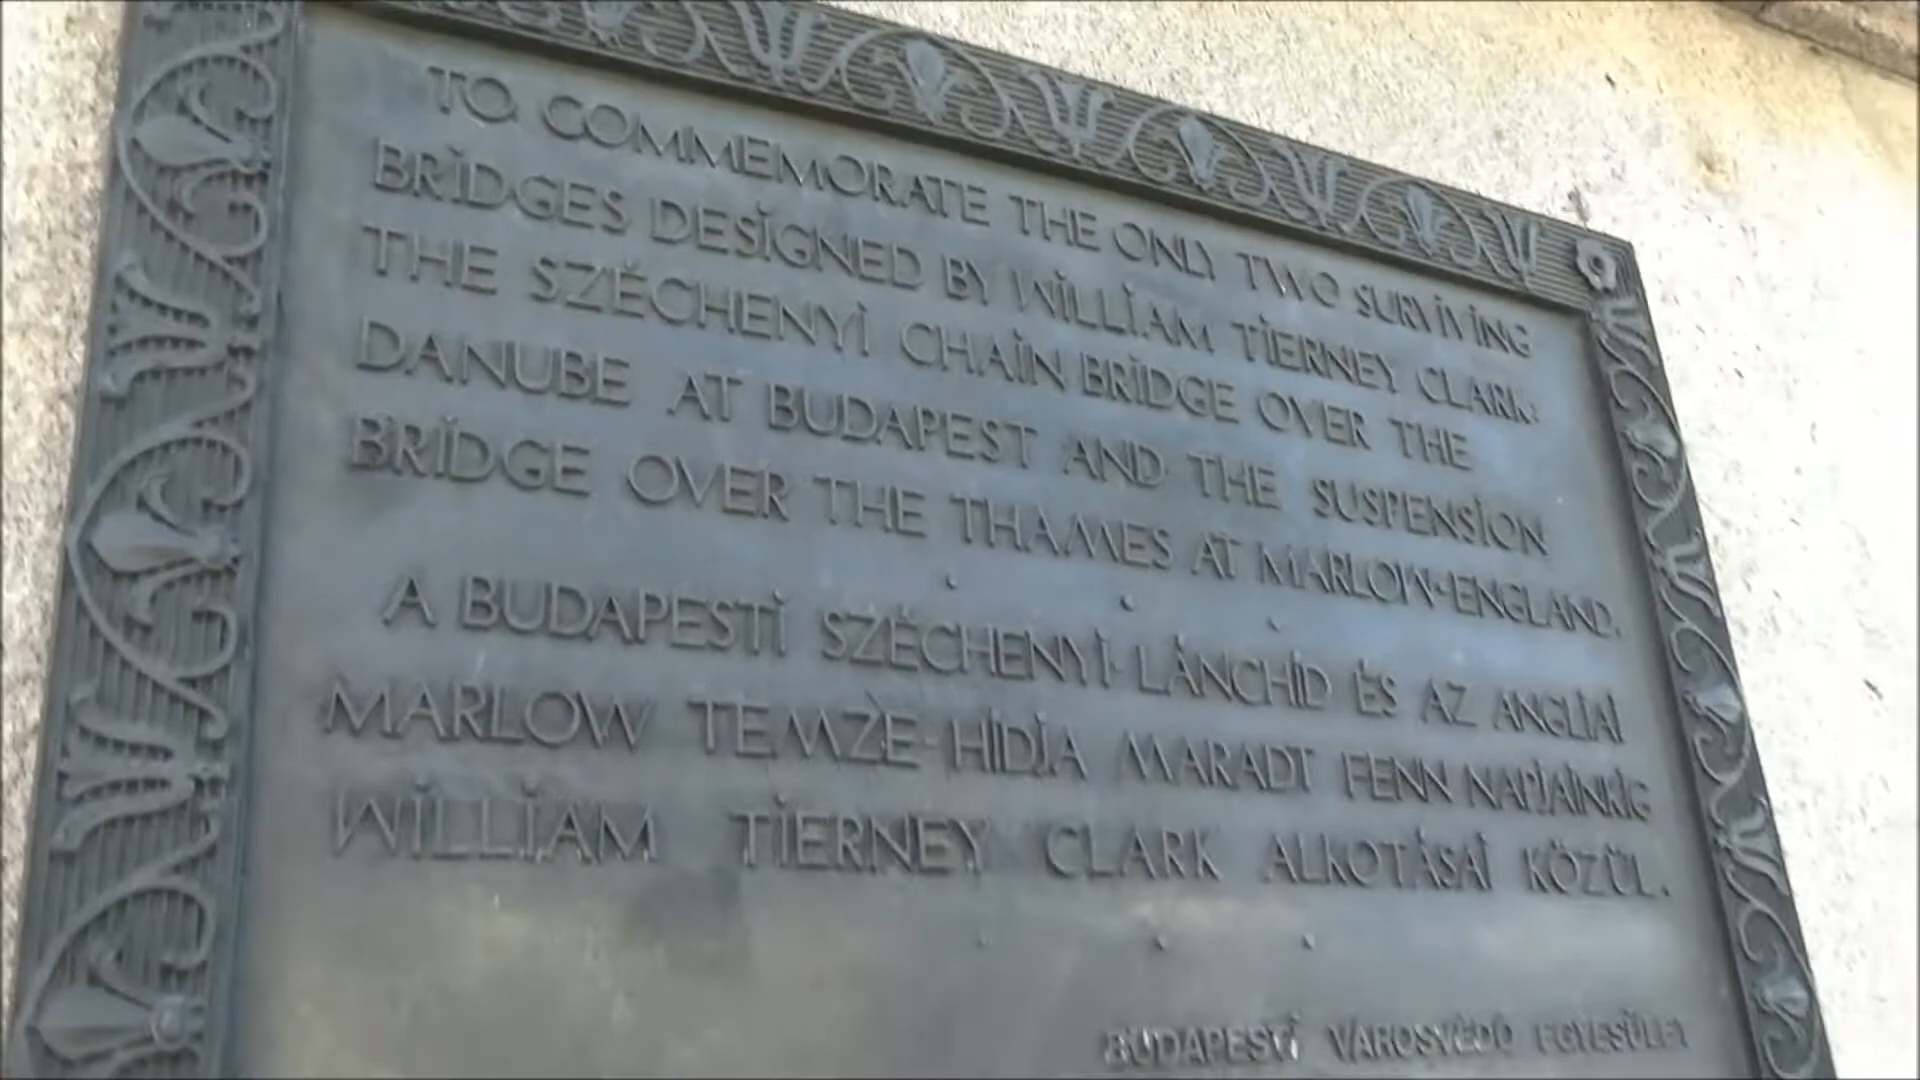 TO COMMEMORATE THE ONLY TWO SURVIVING
BRIDGES DESIGNED BY WILLIAM TIERNEY CLARK:
THE SZÉCHENYI CHAIN BRIDGE OVER THE
DANUBE AT BUDAPEST AND THE SUSPENSION
BRIDGE OVER THE THAMES AT MARLOW·ENGLAND.
A BUDAPESTI SZÉCHENYI-LÁNCHÍD ÉS AZ ANGLIAI
MARLOW TEMZE-HÍDJA MARADT FENN NAPJAINKIG
WILLIAM TIERNEY CLARK ALKOTÁSAI KÖZÜL.
BUDAPESTI VÁROSVÉDŐ EGYESÜLET